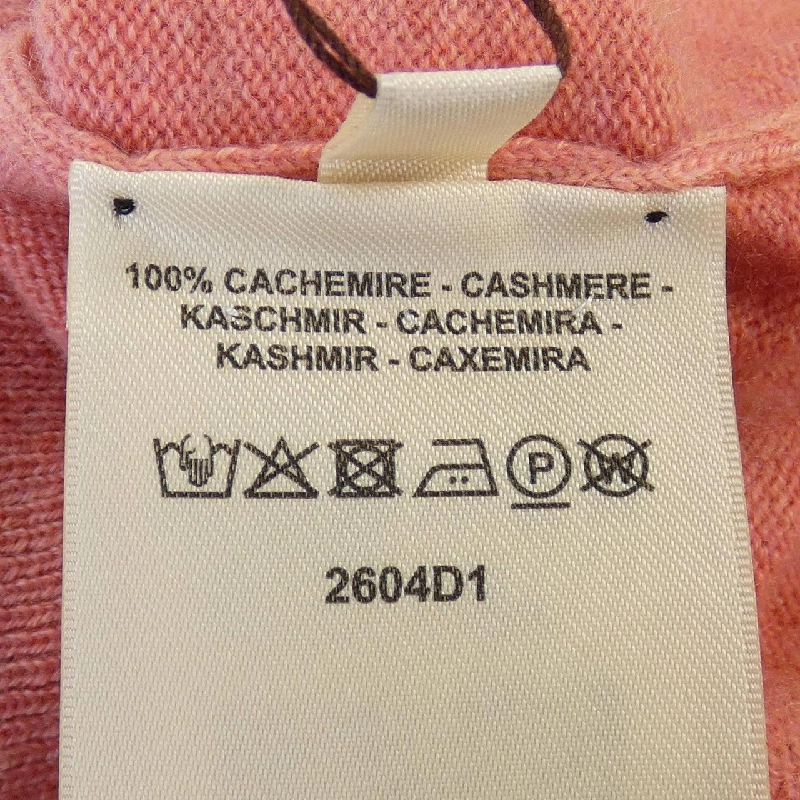 100% CACHEMIRE - CASHMERE -
KASCHMIR - CACHEMIRA -
KASHMIR - CAXEMIRA
P W
2604D1